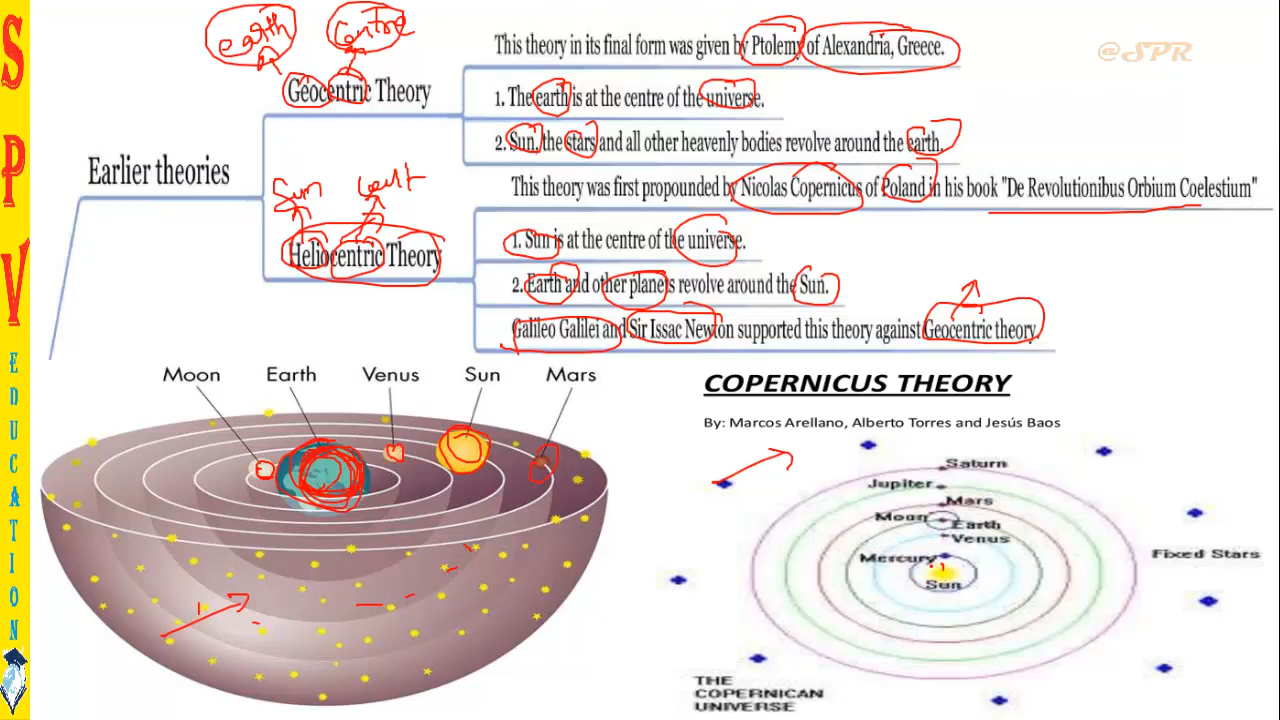 S
P
V
EDUCATION
earth
Centre
@SPR
This theory in its final form was given by Ptolemy of Alexandria, Greece.
Geocentric Theory
1. The earth is at the centre of the universe.
2. Sun, the stars and all other heavenly bodies revolve around the earth.
Earlier theories
Sun
This theory was first propounded by Nicolas Copernicus of Poland in his book "De Revolutionibus Orbium Coelestium"
Heliocentric Theory
1. Sun is at the centre of the universe.
2. Earth and other planets revolve around the Sun.
Galileo Galilei and Sir Issac Newton supported this theory against Geocentric theory.
Moon Earth Venus Sun Mars
COPERNICUS THEORY
By: Marcos Arellano, Alberto Torres and Jesús Baos
Saturn
Jupiter
Mars
Moon
Earth
Venus
Mercury
Sun
Fixed Stars
THE
COPERNICAN
UNIVERSE